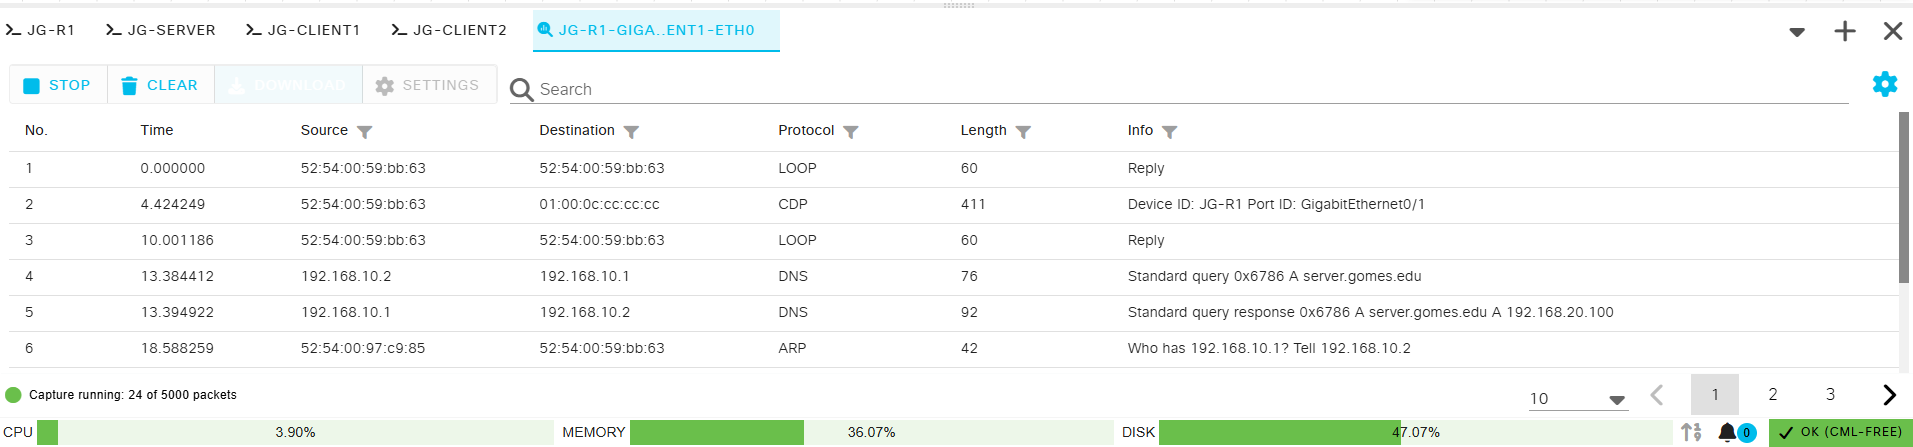 JG-R1 JG-SERVER JG-CLIENT1 JG-CLIENT2 JG-R1-GIGA..ENT1-ETH0
STOP CLEAR DOWNLOAD SETTINGS Search
No. Time Source Destination Protocol Length Info
1 0.000000 52:54:00:59:bb:63 52:54:00:59:bb:63 LOOP 60 Reply
2 4.424249 52:54:00:59:bb:63 01:00:0c:cc:cc:cc CDP 411 Device ID: JG-R1 Port ID: GigabitEthernet0/1
3 10.001186 52:54:00:59:bb:63 52:54:00:59:bb:63 LOOP 60 Reply
4 13.384412 192.168.10.2 192.168.10.1 DNS 76 Standard query 0x6786 A server.gomes.edu
5 13.394922 192.168.10.1 192.168.10.2 DNS 92 Standard query response 0x6786 A server.gomes.edu A 192.168.20.100
6 18.588259 52:54:00:97:c9:85 52:54:00:59:bb:63 ARP 42 Who has 192.168.10.1? Tell 192.168.10.2
Capture running: 24 of 5000 packets 10 1 2 3
CPU 3.90% MEMORY 36.07% DISK 47.07% 0 OK (CML-FREE)